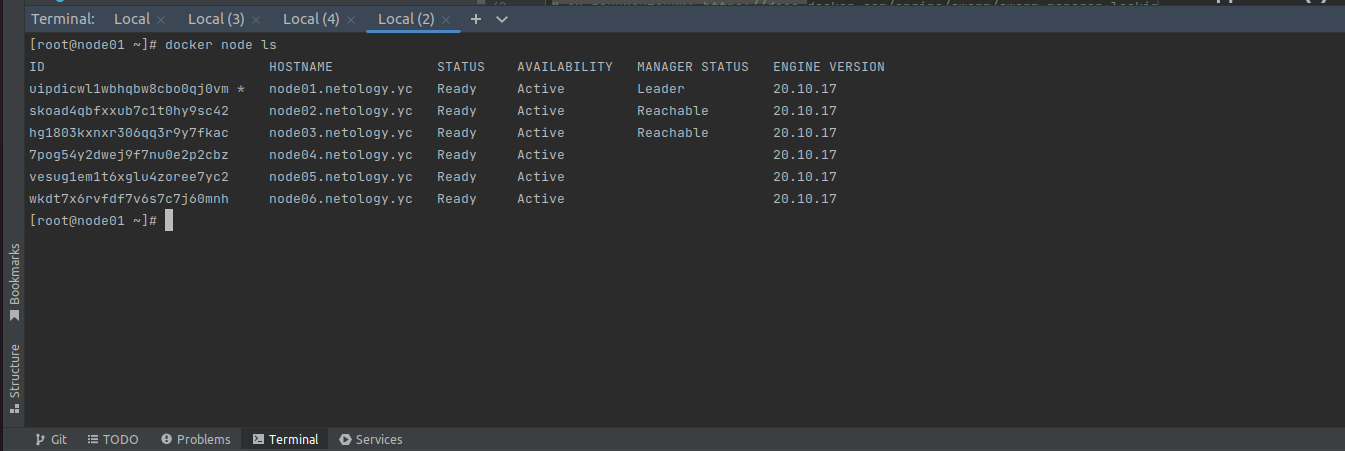 Terminal: Local Local (3) Local (4) Local (2)
[root@node01 ~]# docker node ls
ID HOSTNAME STATUS AVAILABILITY MANAGER STATUS ENGINE VERSION
uipdicwl1wbhqbw8cbo0qj0vm * node01.netology.yc Ready Active Leader 20.10.17
skoad4qbfxxub7c1t0hy9sc42 node02.netology.yc Ready Active Reachable 20.10.17
hg1803kxnxr306qq3r9y7fkac node03.netology.yc Ready Active Reachable 20.10.17
7pog54y2dwej9f7nu0e2p2cbz node04.netology.yc Ready Active 20.10.17
vesug1em1t6xglu4zoree7yc2 node05.netology.yc Ready Active 20.10.17
wkdt7x6rvfdf7v6s7c7j60mnh node06.netology.yc Ready Active 20.10.17
[root@node01 ~]#
Bookmarks
Structure
Git TODO Problems Terminal Services